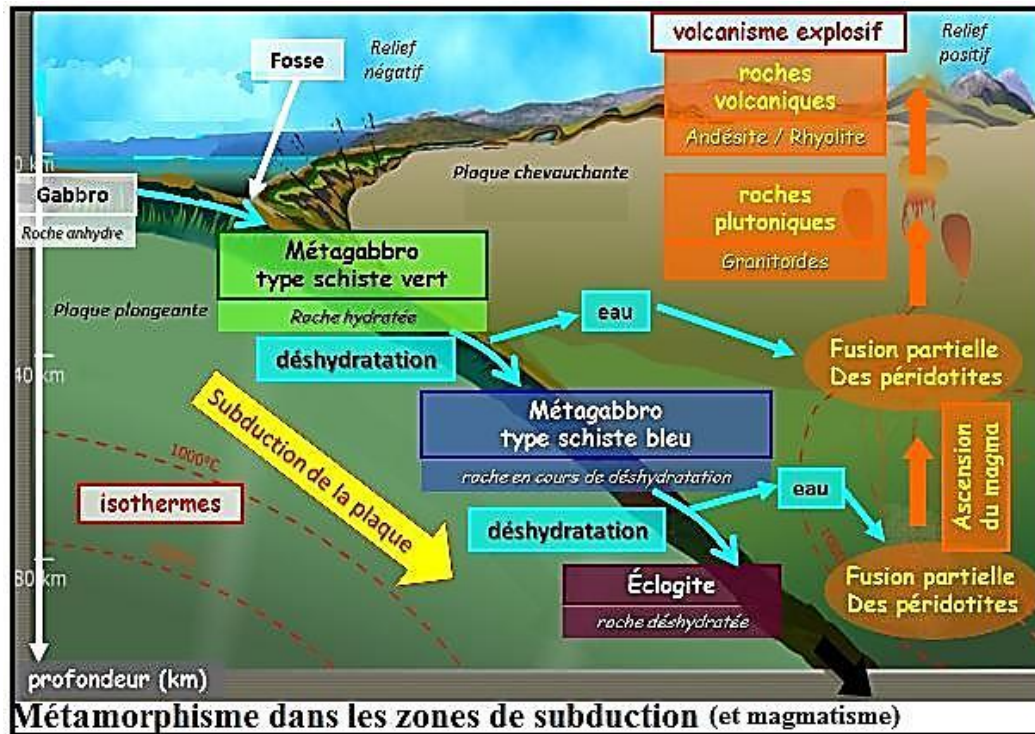 volcanisme explosif
Relief
négatif
Fosse
Relief
positif
roches
volcaniques
Andésite / Rhyolite
0 km
Gabbro
Roche anhydre
Plaque chevauchante
roches
plutoniques
Granitoïdes
Métagabbro
type schiste vert
Roche hydratée
Plaque plongeante
eau
déshydratation
Fusion partielle
Des péridotites
40 km
Métagabbro
type schiste bleu
roche en cours de déshydratation
Subduction de la plaque
1000°C
isothermes
eau
Ascension
du magma
déshydratation
80 km
Éclogite
roche déshydratée
Fusion partielle
Des péridotites
profondeur (km)
Métamorphisme dans les zones de subduction (et magmatisme)